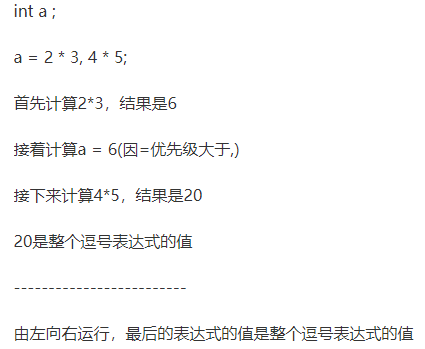 int a ;
a = 2 * 3, 4 * 5;
首先计算2*3，结果是6
接着计算a = 6(因=优先级大于,)
接下来计算4*5，结果是20
20是整个逗号表达式的值
-------------------------
由左向右运行，最后的表达式的值是整个逗号表达式的值